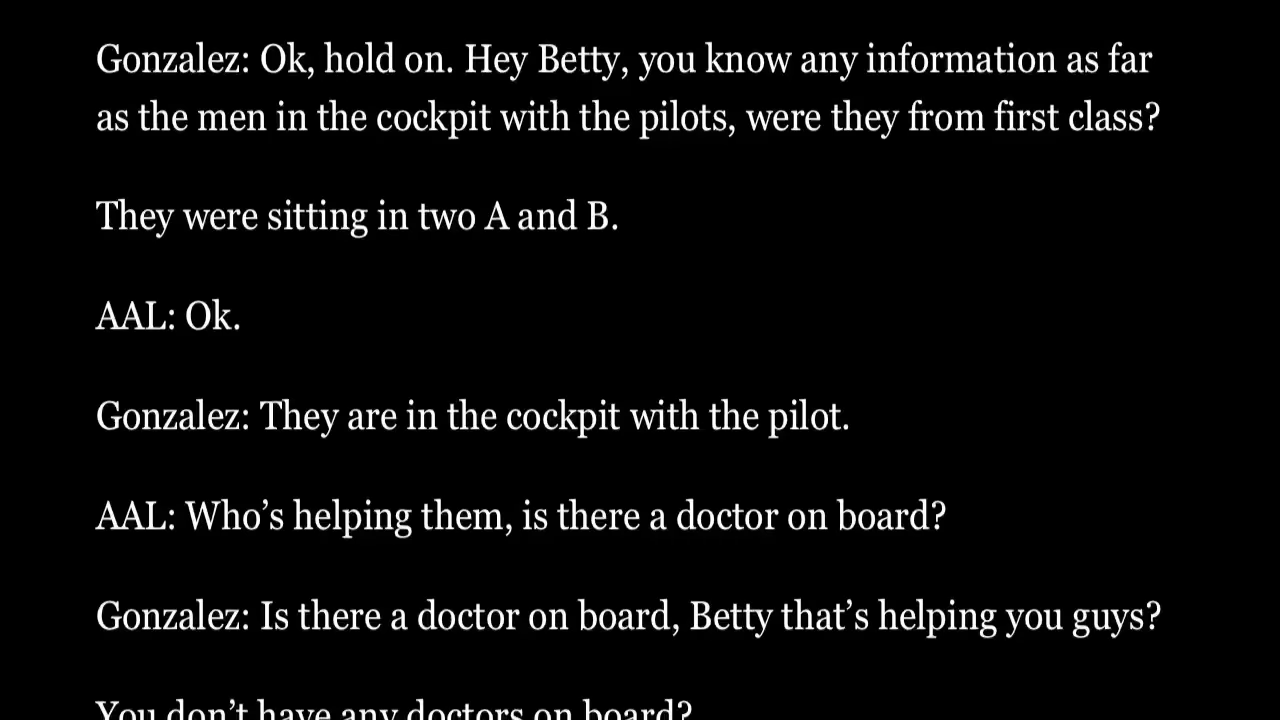 Gonzalez: Ok, hold on. Hey Betty, you know any information as far
as the men in the cockpit with the pilots, were they from first class?
They were sitting in two A and B.
AAL: Ok.
Gonzalez: They are in the cockpit with the pilot.
AAL: Who’s helping them, is there a doctor on board?
Gonzalez: Is there a doctor on board, Betty that’s helping you guys?
You don’t have any doctors on board?